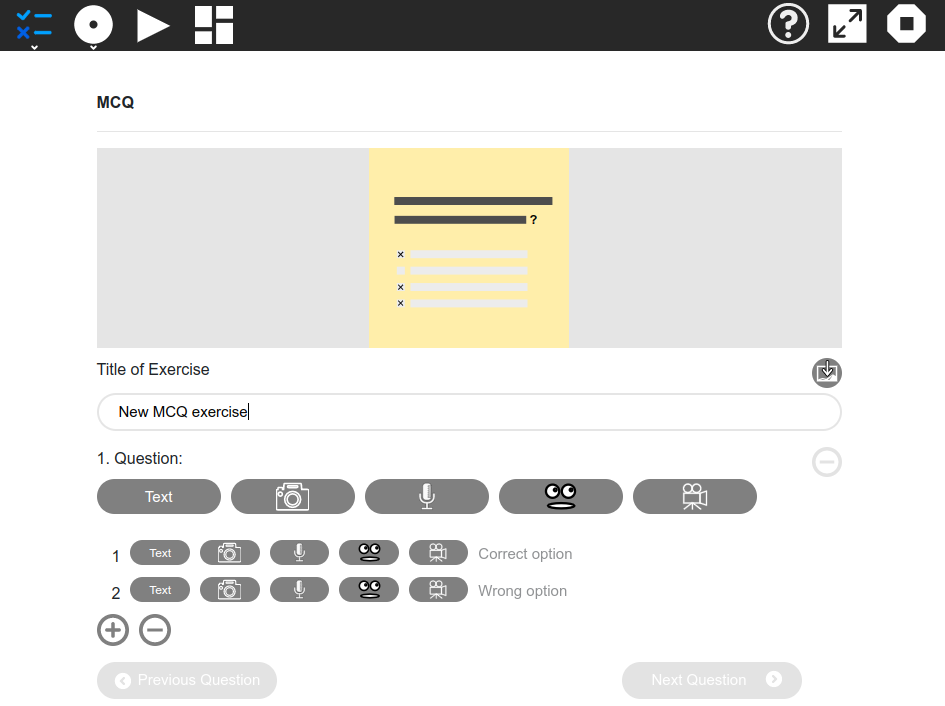 MCQ
?
Title of Exercise
New MCQ exercise
1. Question:
Text
1 Text Correct option
2 Text Wrong option
Previous Question Next Question